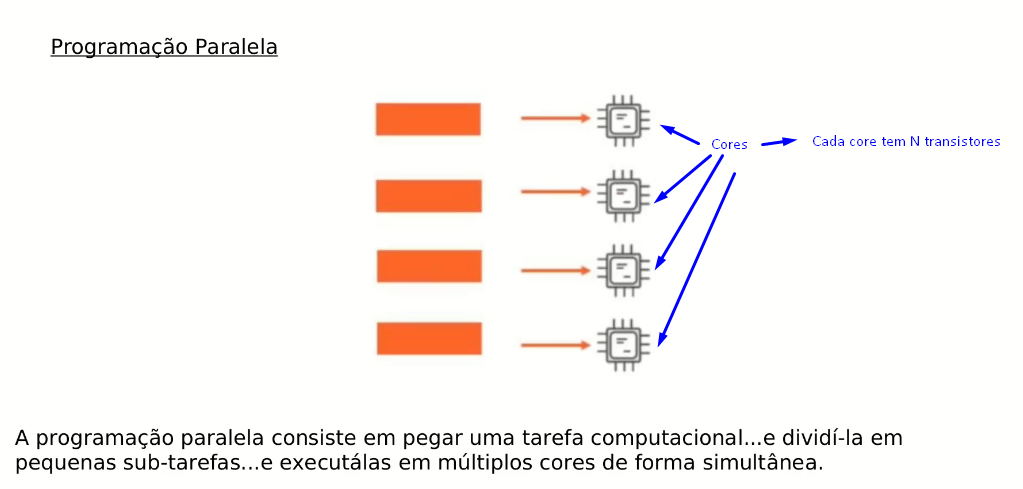 Programação Paralela
Cores
Cada core tem N transistores
A programação paralela consiste em pegar uma tarefa computacional...e dividí-la em
pequenas sub-tarefas...e executálas em múltiplos cores de forma simultânea.